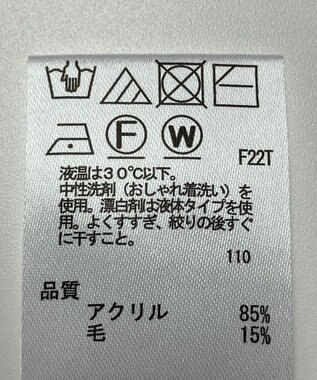 F W F22T
液温は30℃以下。
中性洗剤（おしゃれ着洗い）を
使用。漂白剤は液体タイプを使
用。よくすすぎ、絞りの後すぐ
に干すこと。
110
品質
アクリル 85%
毛 15%